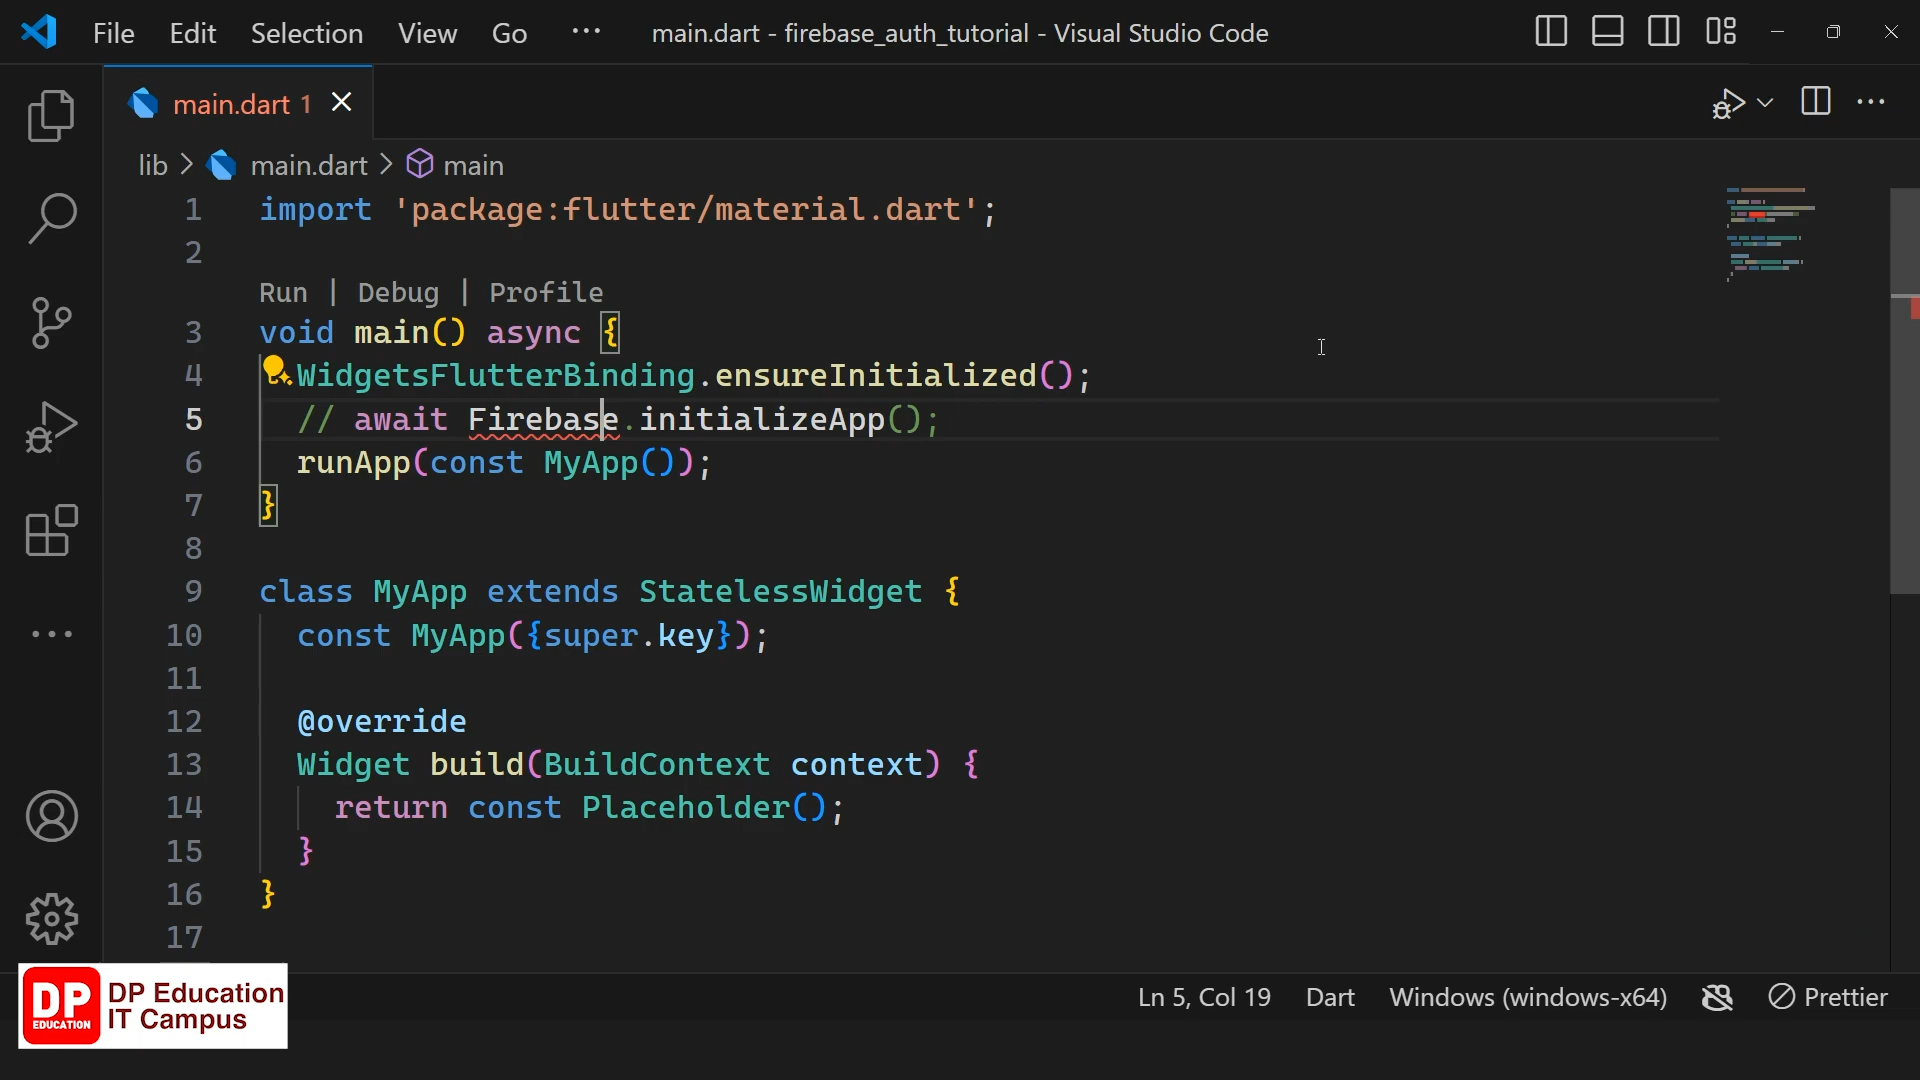 File Edit Selection View Go ··· main.dart - firebase_auth_tutorial - Visual Studio Code
main.dart 1
lib > main.dart > main
1 import 'package:flutter/material.dart';
2
Run | Debug | Profile
3 void main() async {
4 WidgetsFlutterBinding.ensureInitialized();
5 // await Firebase.initializeApp();
6 runApp(const MyApp());
7 }
8
9 class MyApp extends StatelessWidget {
10 const MyApp({super.key});
11
12 @override
13 Widget build(BuildContext context) {
14 return const Placeholder();
15 }
16 }
17
DP EDUCATION
DP Education
IT Campus
Ln 5, Col 19 Dart Windows (windows-x64) Prettier